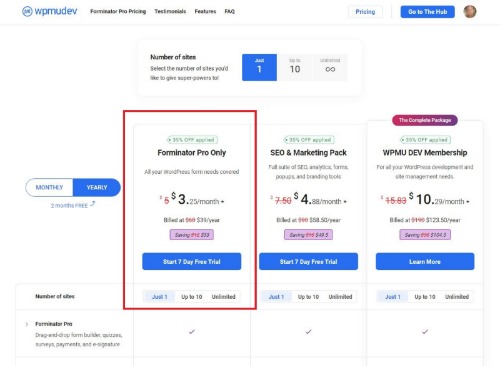 wpmudev
Forminator Pro Pricing Testimonials Features FAQ
Pricing
Go to The Hub
Number of sites
Select the number of sites you'd
like to give super-powers to!
Just
1
Up to
10
Unlimited
∞
The Complete Package
MONTHLY
YEARLY
2 months FREE
35% OFF applied
Forminator Pro Only
All your WordPress form needs covered
$ 5 $ 3.25/month +
Billed at $60 $39/year
Saving
Start 7 Day Free Trial
35% OFF applied
SEO & Marketing Pack
Full suite of SEO, analytics, forms,
popups, and branding tools
$ 7.50 $ 4.88/month +
Billed at $90 $58.50/year
Saving
Start 7 Day Free Trial
35% OFF applied
WPMU DEV Membership
For all your WordPress development and
site management needs.
$ 15.83 $ 10.29/month +
Billed at $190 $123.50/year
Saving
Learn More
Number of sites
Just 1 Up to 10 Unlimited
Just 1 Up to 10 Unlimited
Just 1 Up to 10 Unlimited
Forminator Pro
Drag-and-drop form builder, quizzes,
surveys, payments, and e-signature